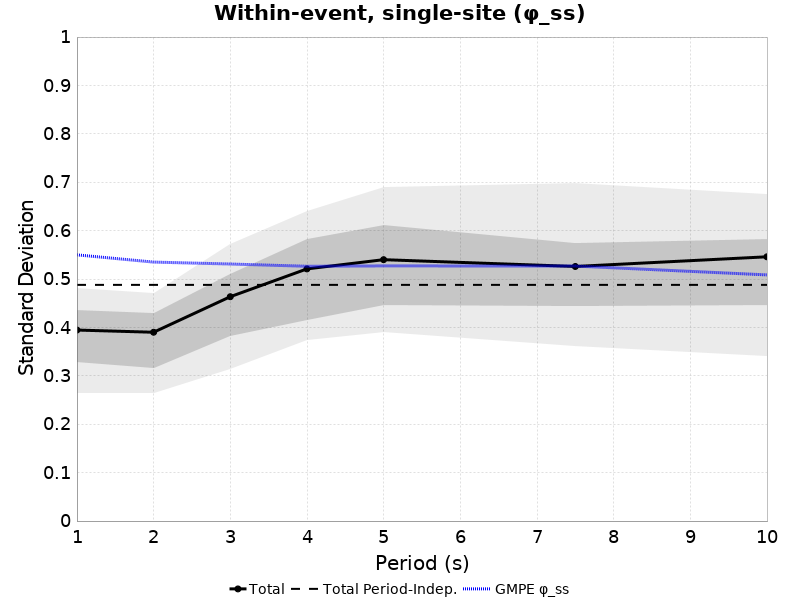 Within-event, single-site (φ_ss)
1
0.9
0.8
0.7
0.6
0.5
0.4
0.3
0.2
0.1
0
Standard Deviation
1 2 3 4 5 6 7 8 9 10
Period (s)
Total Total Period-Indep. GMPE φ_ss